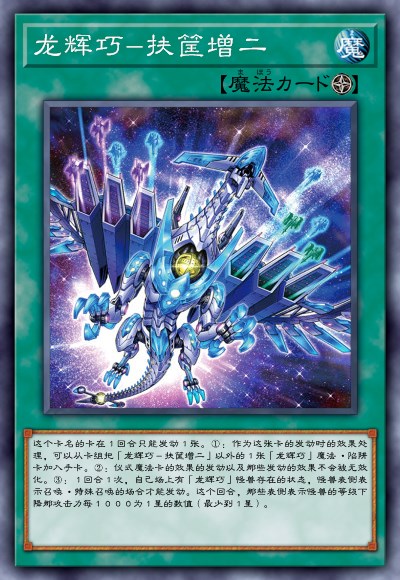 龙辉巧-扶筐増二
魔
【魔法カード】
まほう
这个卡名的卡在1回合只能发动1张。①:作为这张卡的发动时的效果处
理,可以从卡组把「龙辉巧-扶筐増二」以外的1张「龙辉巧」魔法·陷阱
卡加入手卡。②:仪式魔法卡的效果的发动以及那些发动的效果不会被无效
化。③:1回合1次,自己场上有「龙辉巧」怪兽存在的状态,怪兽表侧表
示召唤·特殊召唤的场合才能发动。这个回合,那些表侧表示怪兽的等级下
降那攻击力每1000为1星的数值(最少到1星)。